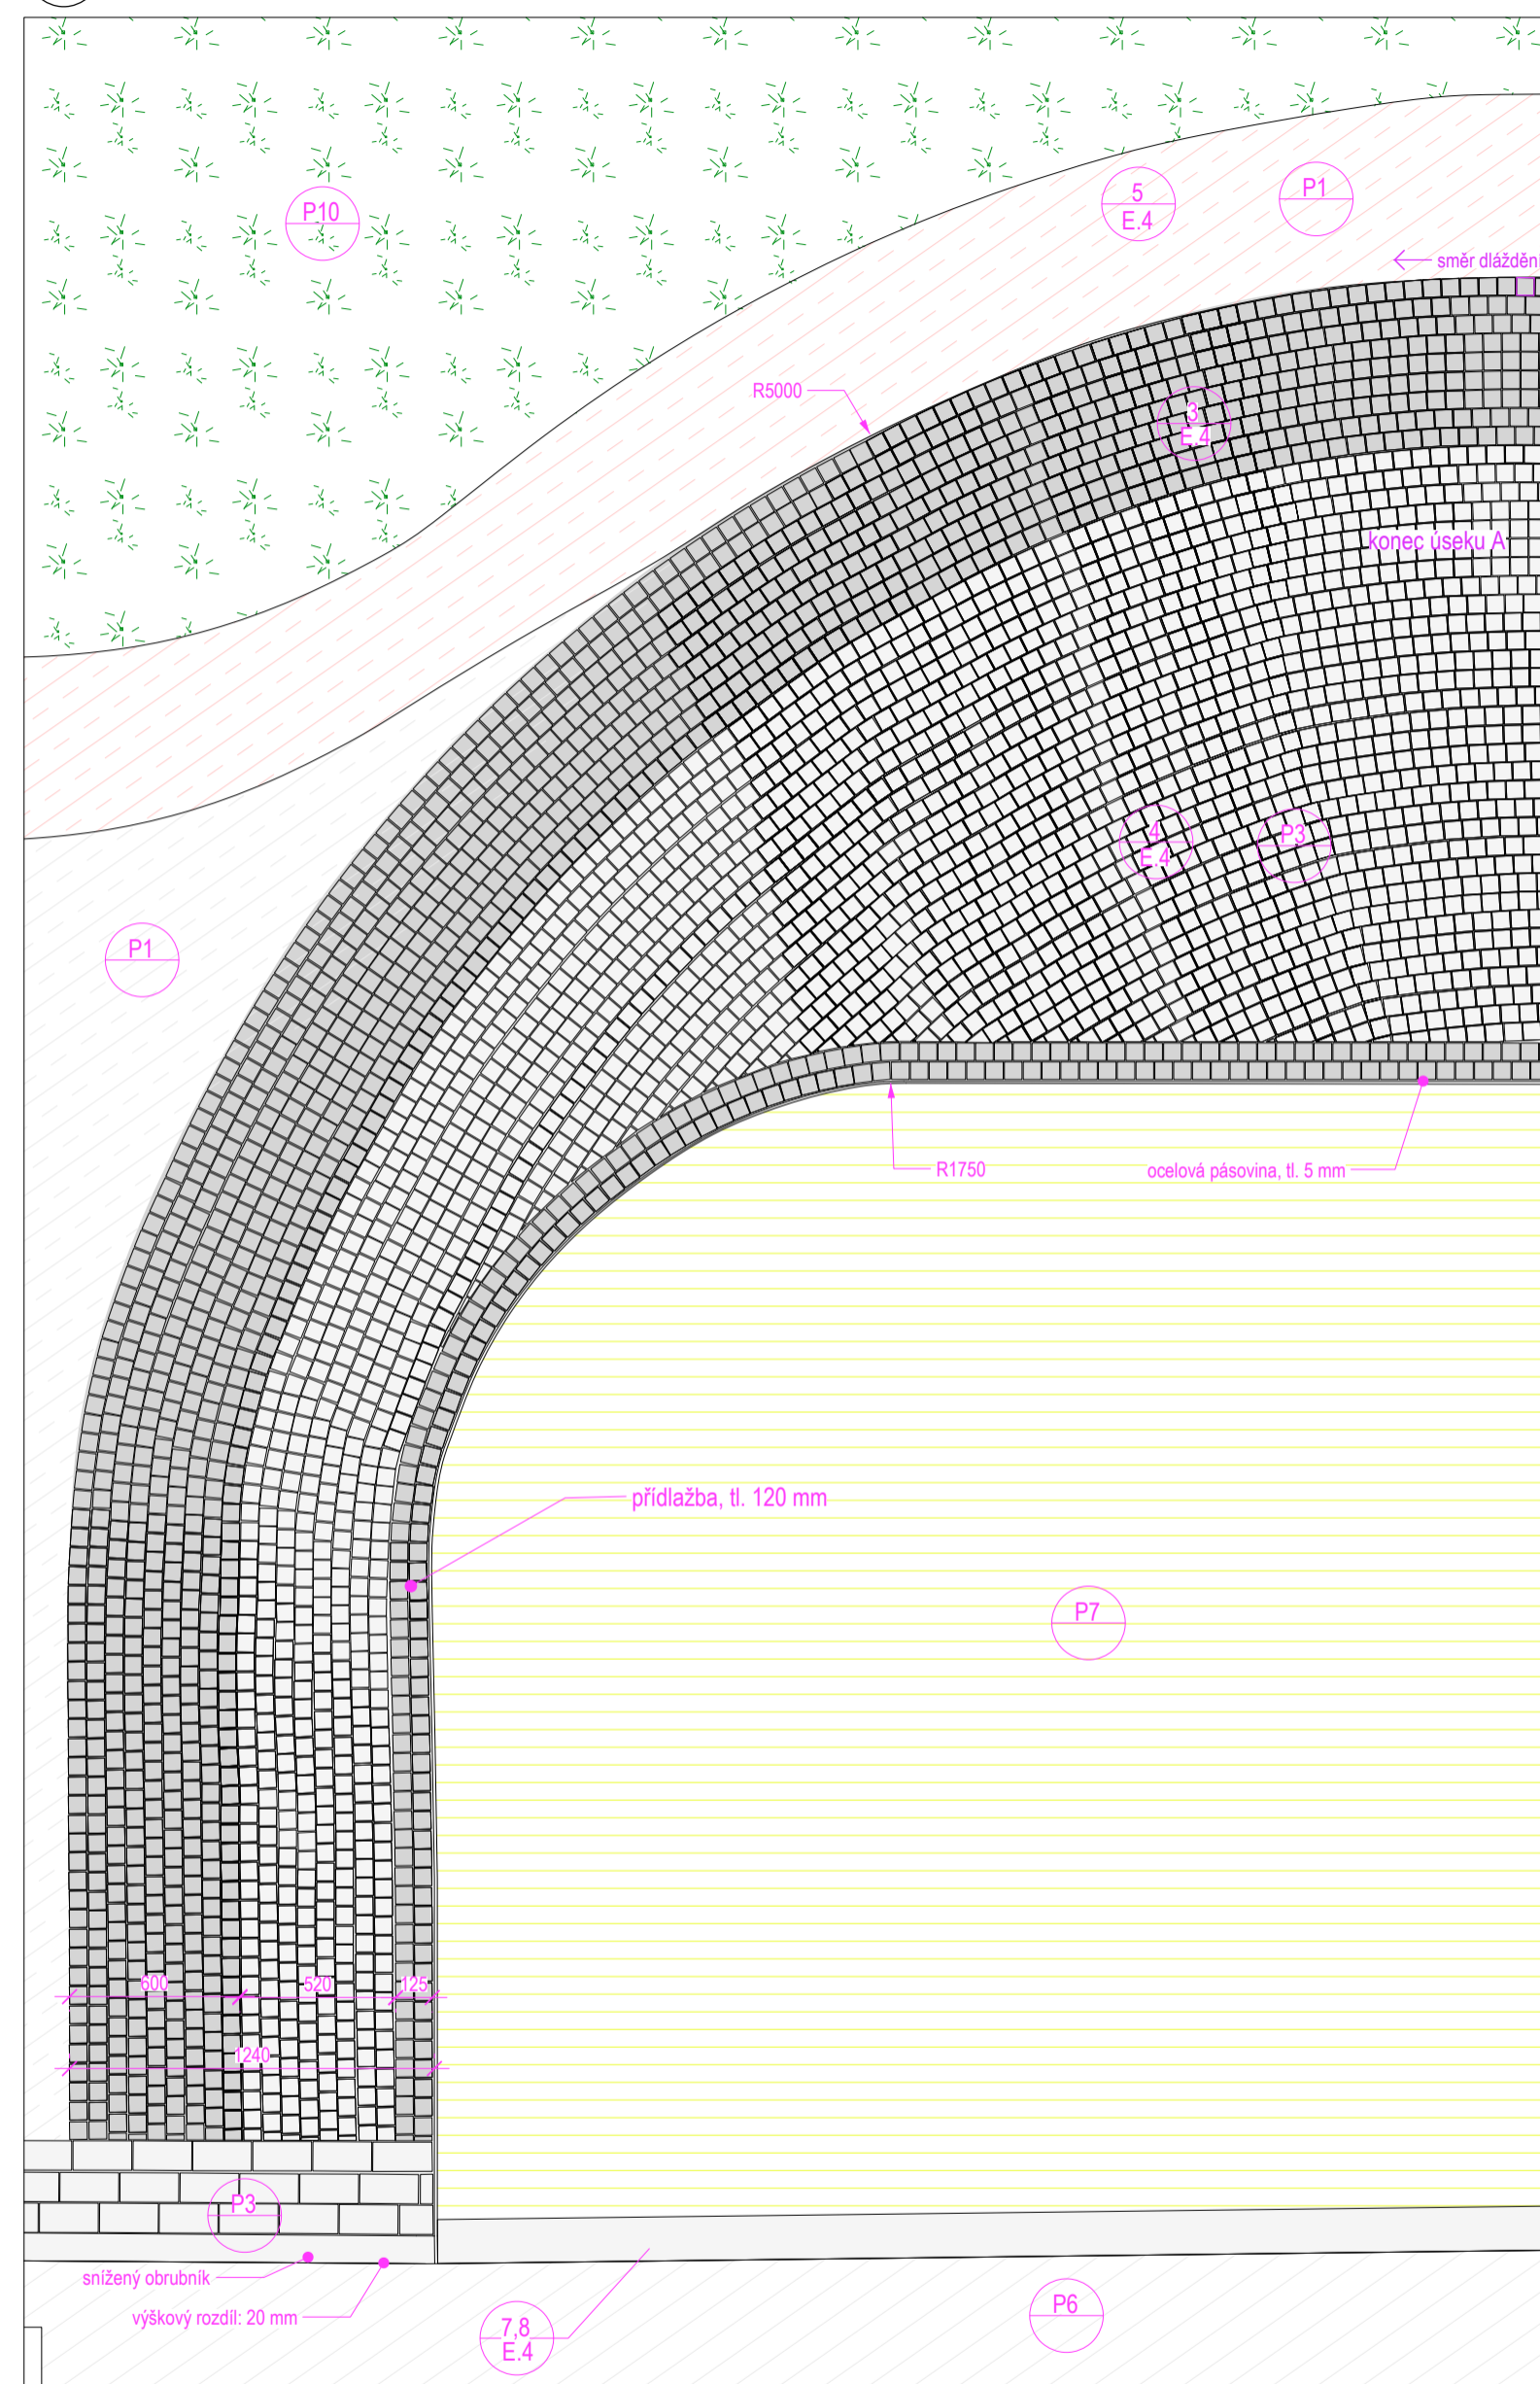 P10
5
E.4
P1
směr dláždění
R5000
3
E.4
konec úseku A
4
E.4
P3
P1
R1750
ocelová pásovina, tl. 5 mm
přídlažba, tl. 120 mm
P7
600
520
125
1240
P3
snížený obrubník
výškový rozdíl: 20 mm
7,8
E.4
P6